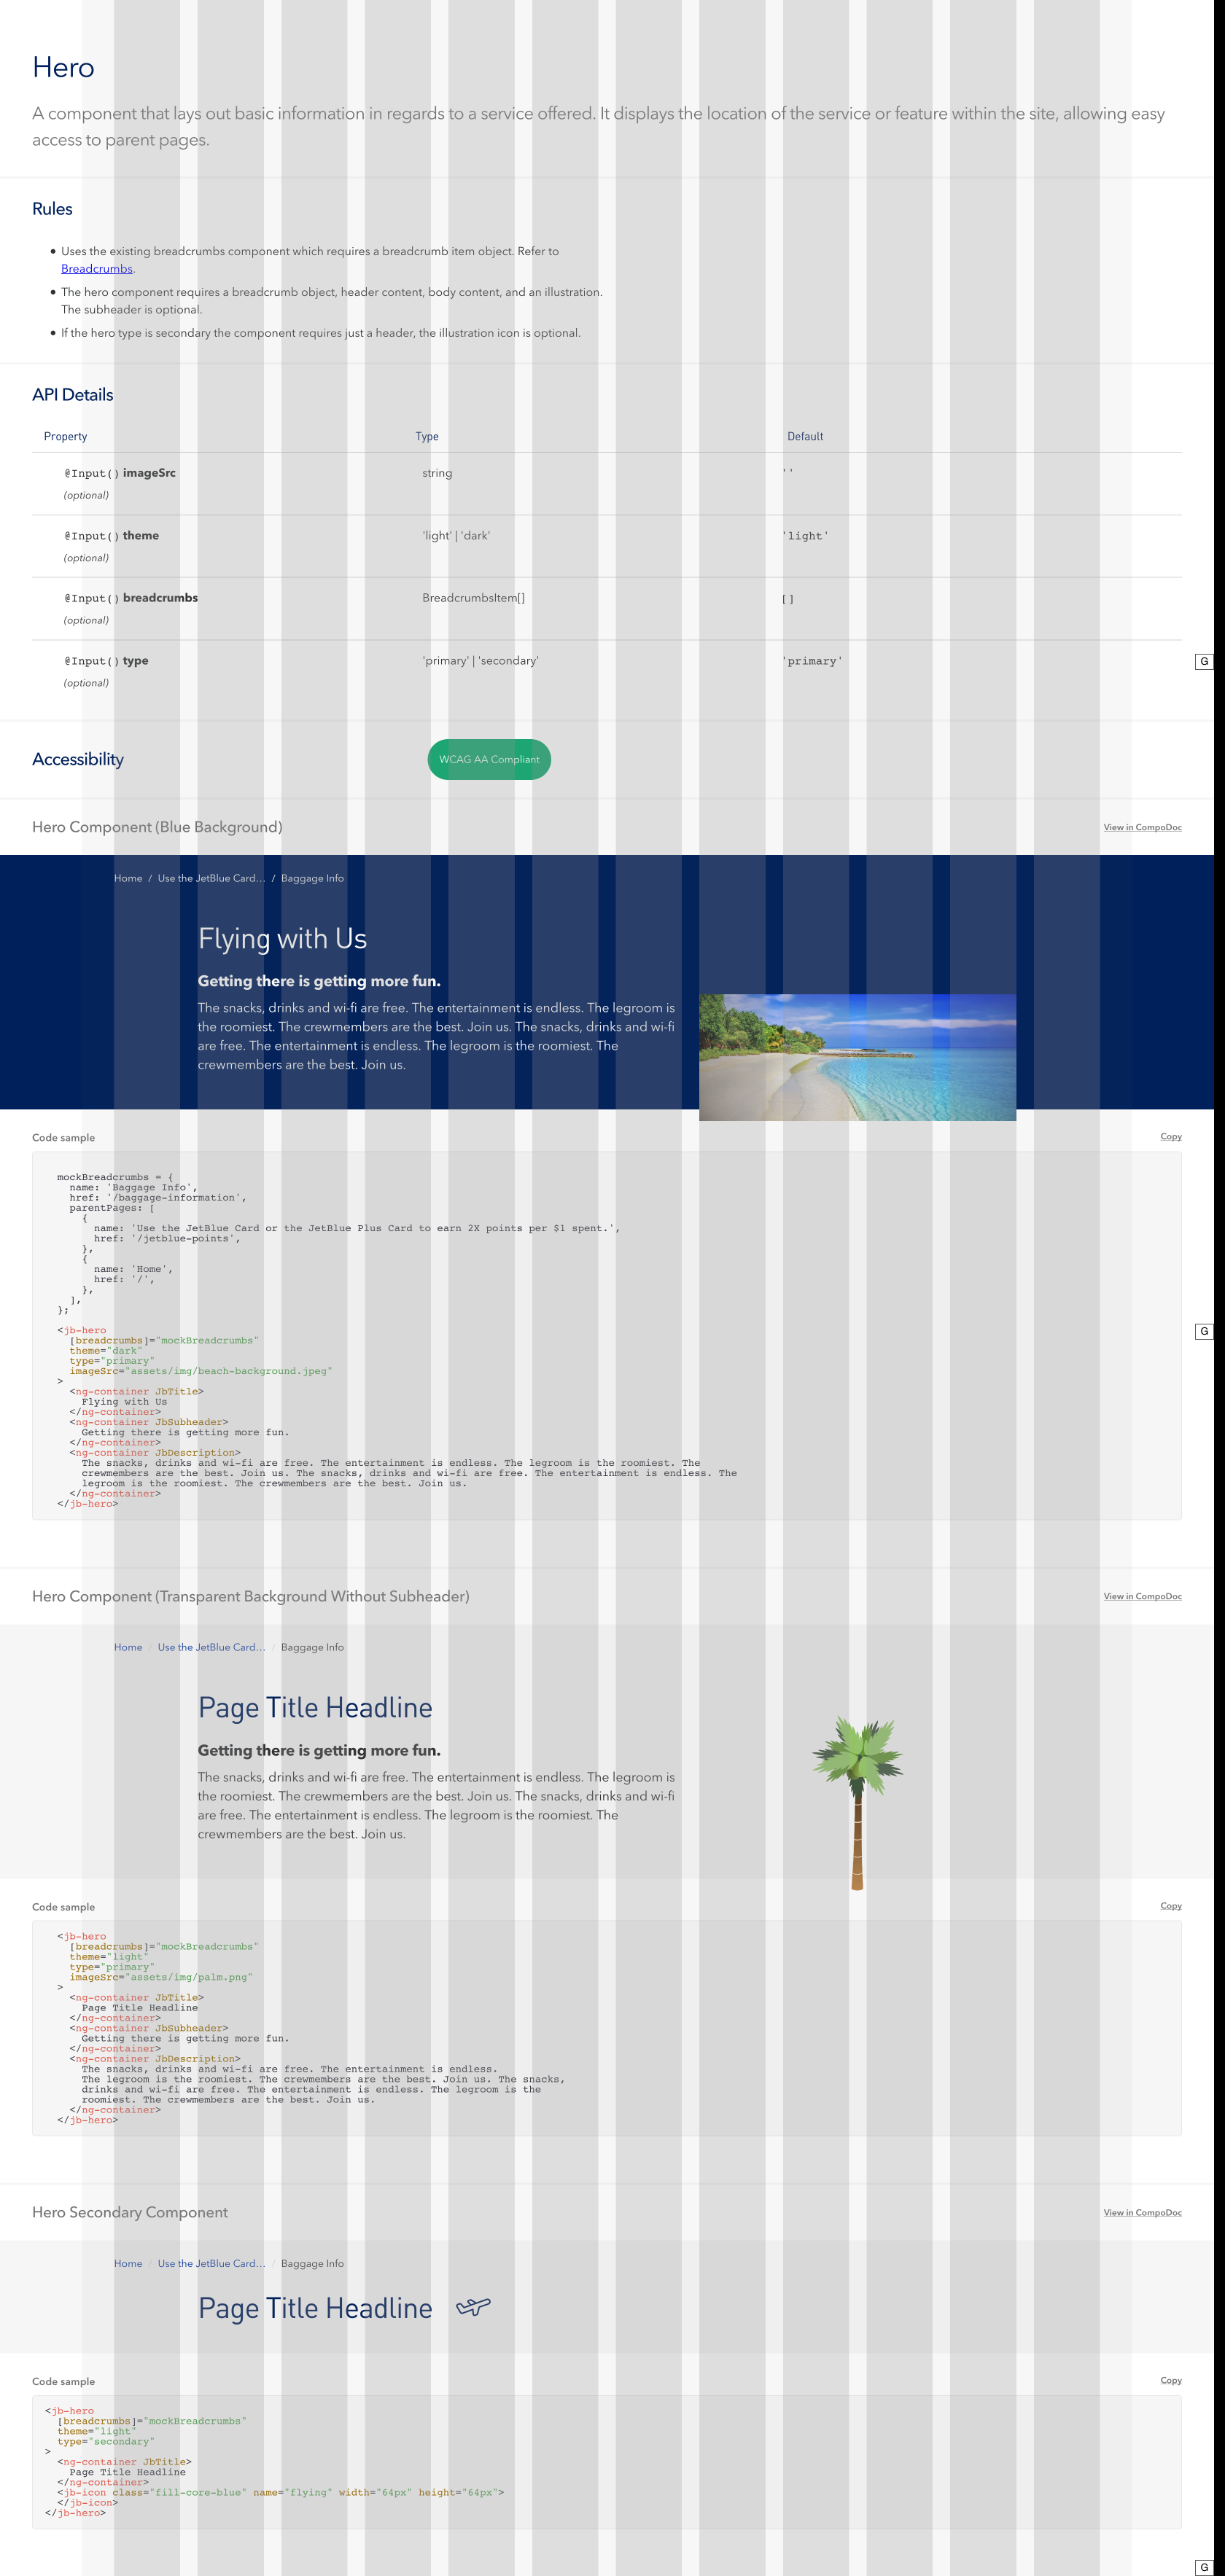 Hero
A component that lays out basic information in regards to a service offered. It displays the location of the service or feature within the site, allowing easy
access to parent pages.
Rules
• Uses the existing breadcrumbs component which requires a breadcrumb item object. Refer to
Breadcrumbs.
• The hero component requires a breadcrumb object, header content, body content, and an illustration.
The subheader is optional.
• If the hero type is secondary the component requires just a header, the illustration icon is optional.
API Details
Property Type Default
@Input() imageSrc string ''
(optional)
@Input() theme 'light' | 'dark' 'light'
(optional)
@Input() breadcrumbs BreadcrumbsItem[] []
(optional)
@Input() type 'primary' | 'secondary' 'primary'
G
(optional)
Accessibility WCAG AA Compliant
Hero Component (Blue Background) View in CompoDoc
Home / Use the JetBlue Card... / Baggage Info
Flying with Us
Getting there is getting more fun.
The snacks, drinks and wi-fi are free. The entertainment is endless. The legroom is
the roomiest. The crewmembers are the best. Join us. The snacks, drinks and wi-fi
are free. The entertainment is endless. The legroom is the roomiest. The
crewmembers are the best. Join us.
Code sample Copy
mockBreadcrumbs = {
name: 'Baggage Info',
href: '/baggage-information',
parentPages: [
{
name: 'Use the JetBlue Card or the JetBlue Plus Card to earn 2X points per $1 spent.',
href: '/jetblue-points',
},
{
name: 'Home',
href: '/',
},
],
};
<jb-hero
G
[breadcrumbs]="mockBreadcrumbs"
theme="dark"
type="primary"
imageSrc="assets/img/beach-background.jpeg"
>
<ng-container JbTitle>
Flying with Us
</ng-container>
<ng-container JbSubheader>
Getting there is getting more fun.
</ng-container>
<ng-container JbDescription>
The snacks, drinks and wi-fi are free. The entertainment is endless. The legroom is the roomiest. The
crewmembers are the best. Join us. The snacks, drinks and wi-fi are free. The entertainment is endless. The
legroom is the roomiest. The crewmembers are the best. Join us.
</ng-container>
</jb-hero>
Hero Component (Transparent Background Without Subheader) View in CompoDoc
Home / Use the JetBlue Card... / Baggage Info
Page Title Headline
Getting there is getting more fun.
The snacks, drinks and wi-fi are free. The entertainment is endless. The legroom is
the roomiest. The crewmembers are the best. Join us. The snacks, drinks and wi-fi
are free. The entertainment is endless. The legroom is the roomiest. The
crewmembers are the best. Join us.
Code sample Copy
<jb-hero
[breadcrumbs]="mockBreadcrumbs"
theme="light"
type="primary"
imageSrc="assets/img/palm.png"
>
<ng-container JbTitle>
Page Title Headline
</ng-container>
<ng-container JbSubheader>
Getting there is getting more fun.
</ng-container>
<ng-container JbDescription>
The snacks, drinks and wi-fi are free. The entertainment is endless.
The legroom is the roomiest. The crewmembers are the best. Join us. The snacks,
drinks and wi-fi are free. The entertainment is endless. The legroom is the
roomiest. The crewmembers are the best. Join us.
</ng-container>
</jb-hero>
Hero Secondary Component View in CompoDoc
Home / Use the JetBlue Card... / Baggage Info
Page Title Headline
Code sample Copy
<jb-hero
[breadcrumbs]="mockBreadcrumbs"
theme="light"
type="secondary"
>
<ng-container JbTitle>
Page Title Headline
</ng-container>
<jb-icon class="fill-core-blue" name="flying" width="64px" height="64px">
</jb-icon>
</jb-hero>
G